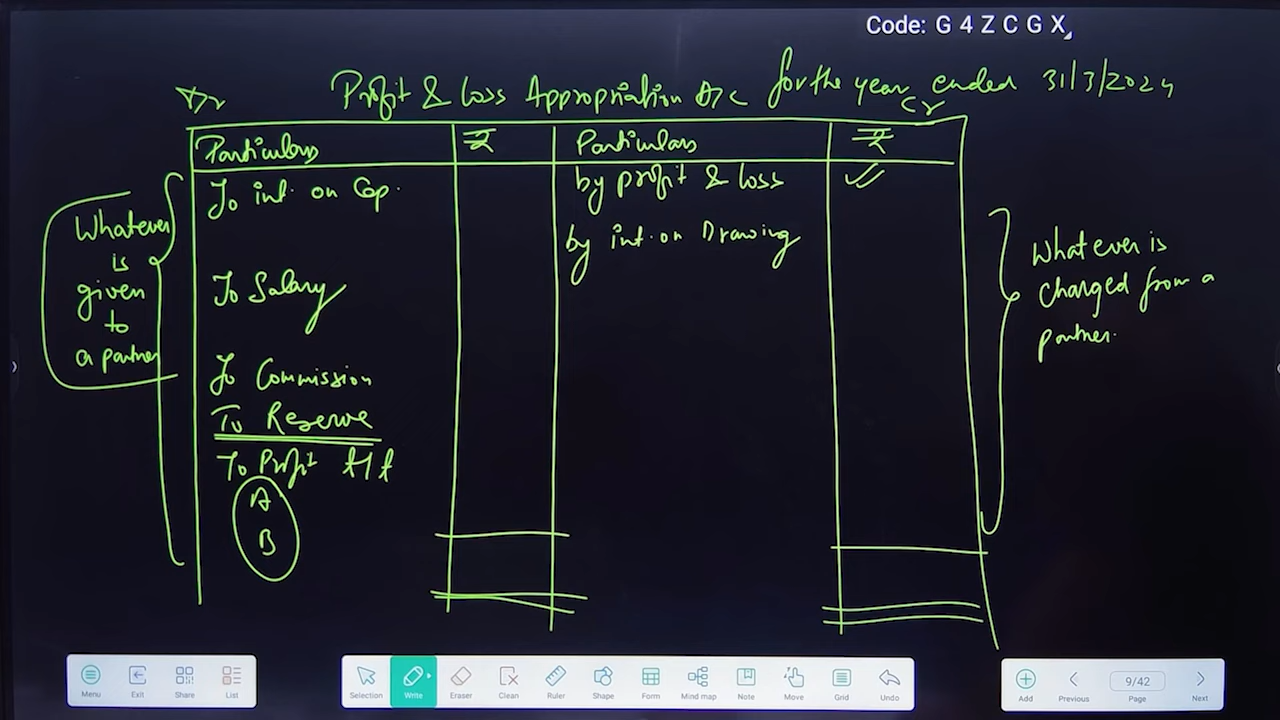 Code: G 4 Z C G X
Dr Profit & Loss Appropriation A/c for the year ended 31/3/2024
Cr
Particulars ₹ Particulars ₹
To int. on Cap. by profit & loss
by int. on Drawing
Whatever
is
given
to
a partner
To Salary
To Commission
To Reserve
To Profit t/f
A
B
Whatever is
charged from a
partner.
Menu Exit Share List Selection Write Eraser Clean Ruler Shape Form Mind map Note Move Grid Undo Add Previous 9/42 Page Next